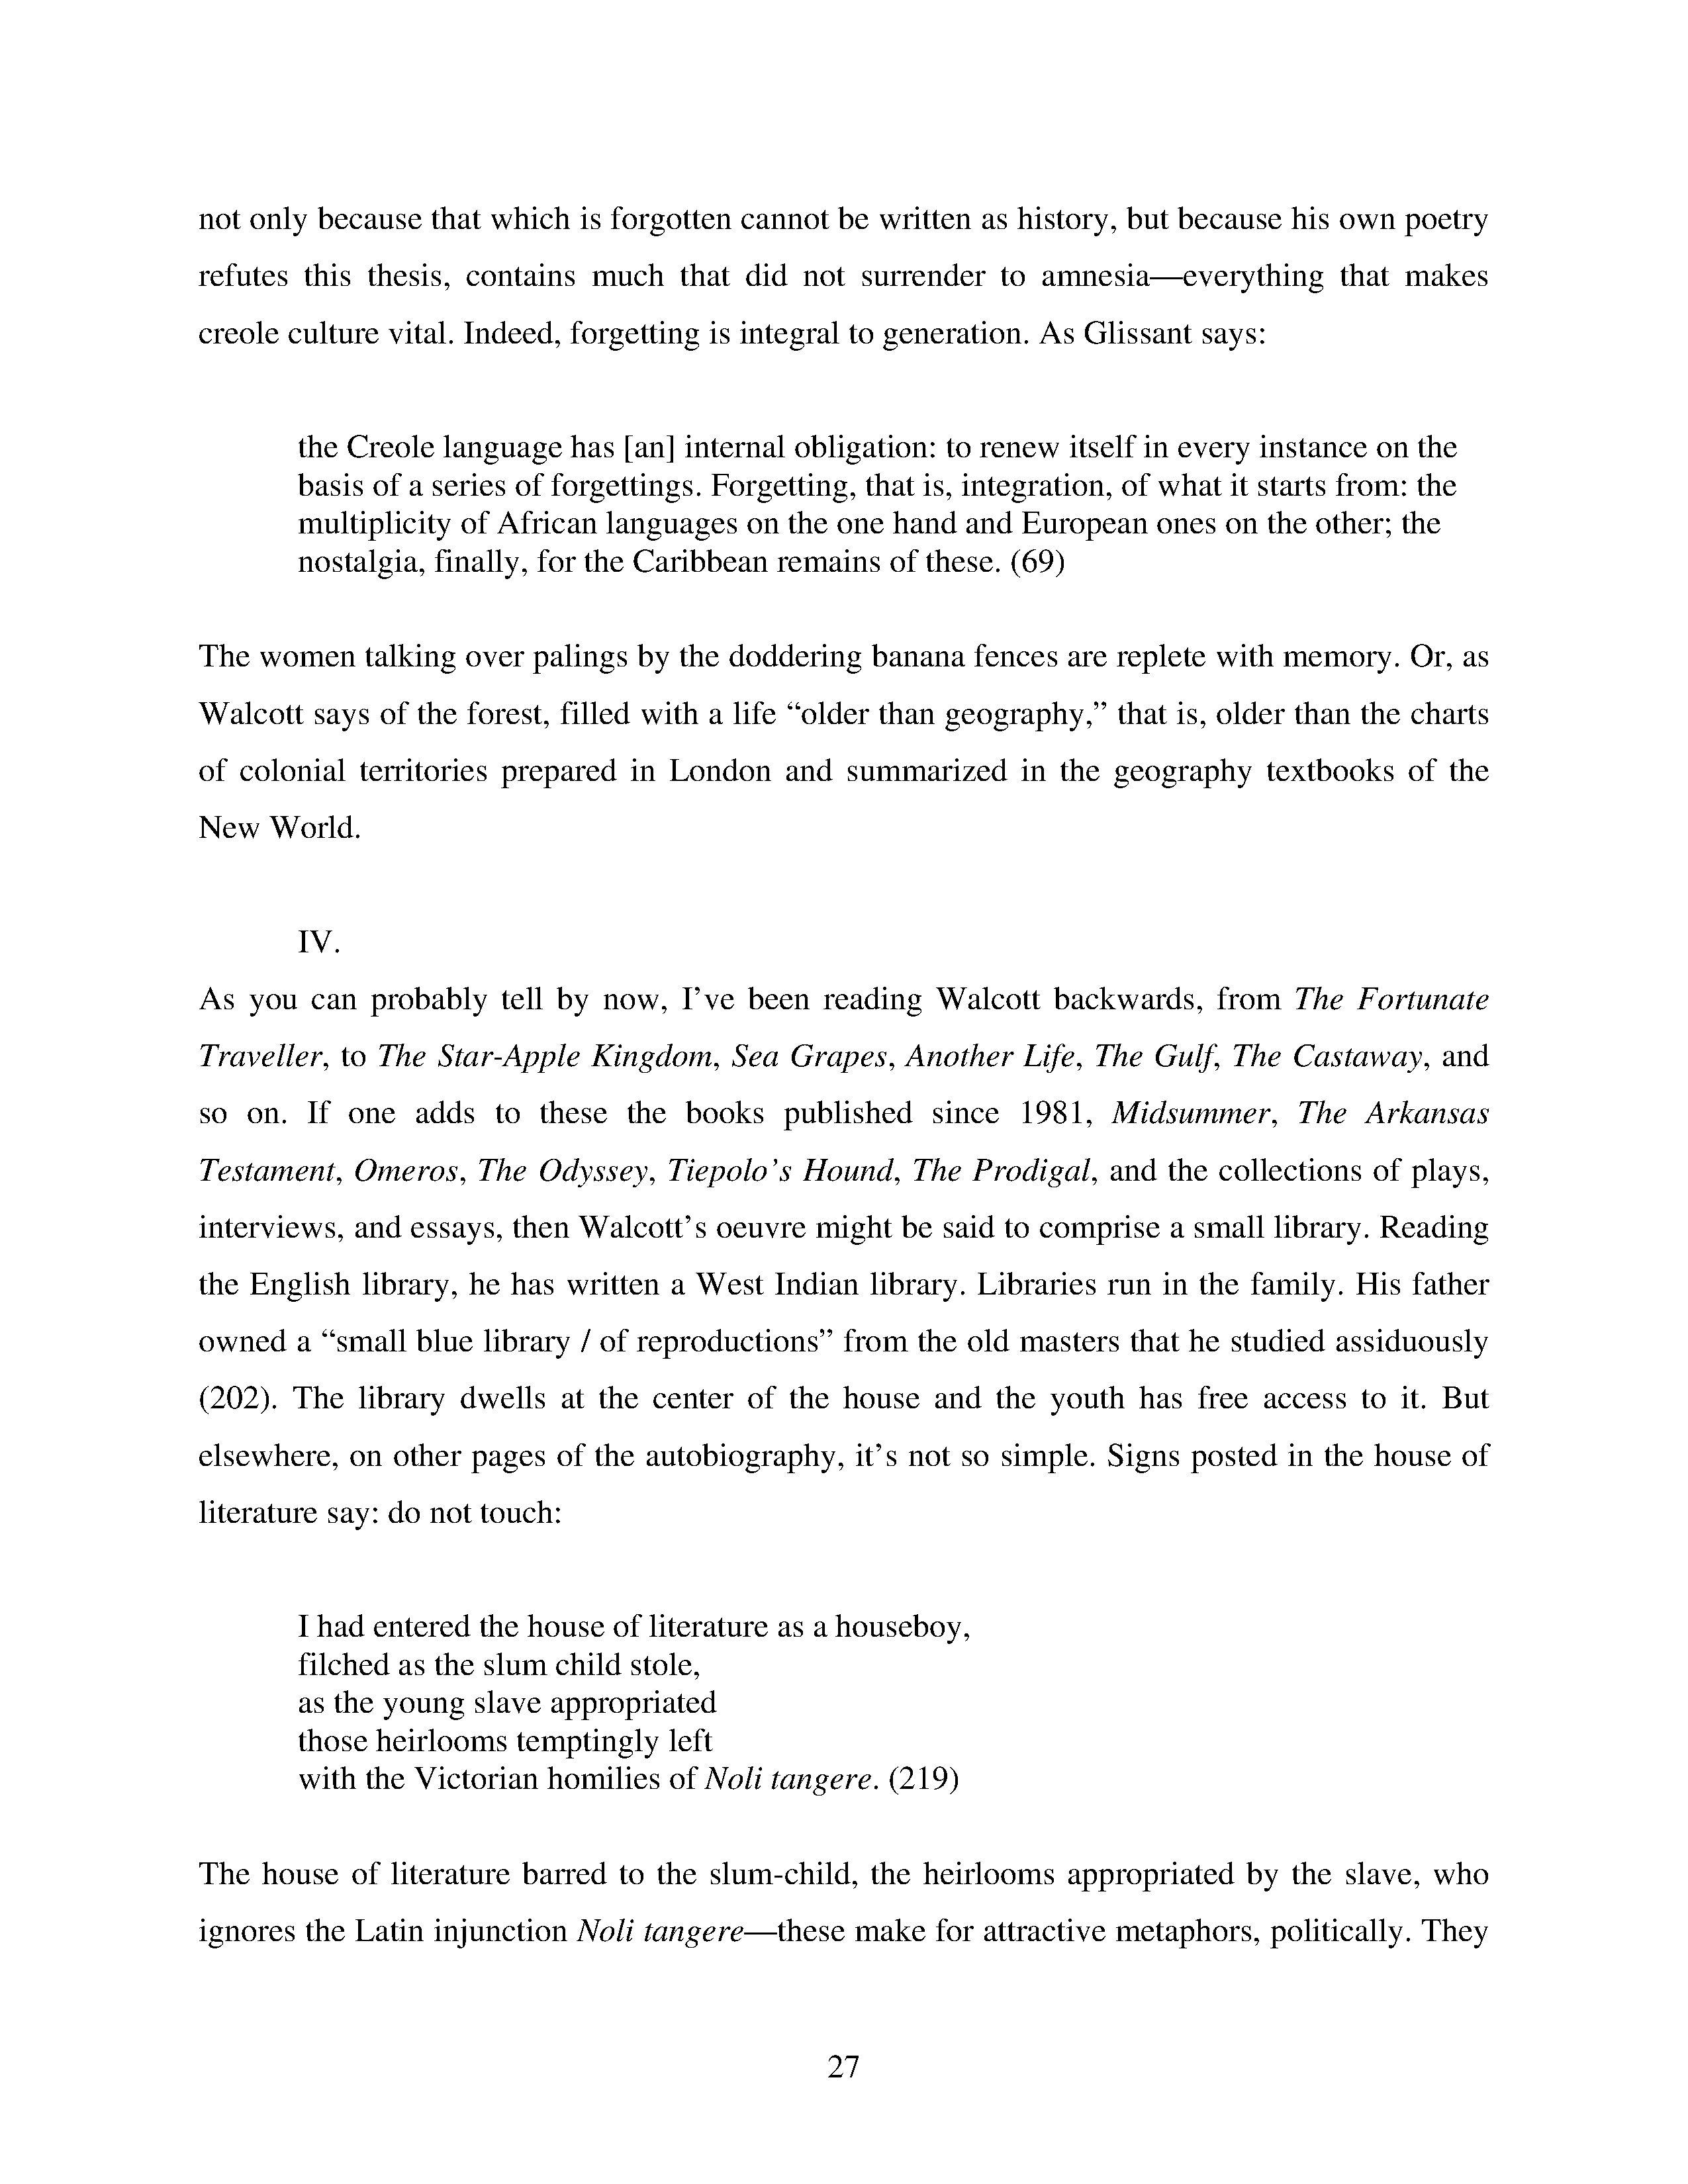 not only because that which is forgotten cannot be written as history, but because his own poetry
refutes this thesis, contains much that did not surrender to amnesia—everything that makes
creole culture vital. Indeed, forgetting is integral to generation. As Glissant says:
the Creole language has [an] internal obligation: to renew itself in every instance on the
basis of a series of forgettings. Forgetting, that is, integration, of what it starts from: the
multiplicity of African languages on the one hand and European ones on the other; the
nostalgia, finally, for the Caribbean remains of these. (69)
The women talking over palings by the doddering banana fences are replete with memory. Or, as
Walcott says of the forest, filled with a life “older than geography,” that is, older than the charts
of colonial territories prepared in London and summarized in the geography textbooks of the
New World.
IV.
As you can probably tell by now, I’ve been reading Walcott backwards, from The Fortunate
Traveller, to The Star-Apple Kingdom, Sea Grapes, Another Life, The Gulf, The Castaway, and
so on. If one adds to these the books published since 1981, Midsummer, The Arkansas
Testament, Omeros, The Odyssey, Tiepolo’s Hound, The Prodigal, and the collections of plays,
interviews, and essays, then Walcott’s oeuvre might be said to comprise a small library. Reading
the English library, he has written a West Indian library. Libraries run in the family. His father
owned a “small blue library / of reproductions” from the old masters that he studied assiduously
(202). The library dwells at the center of the house and the youth has free access to it. But
elsewhere, on other pages of the autobiography, it’s not so simple. Signs posted in the house of
literature say: do not touch:
I had entered the house of literature as a houseboy,
filched as the slum child stole,
as the young slave appropriated
those heirlooms temptingly left
with the Victorian homilies of Noli tangere. (219)
The house of literature barred to the slum-child, the heirlooms appropriated by the slave, who
ignores the Latin injunction Noli tangere—these make for attractive metaphors, politically. They
27